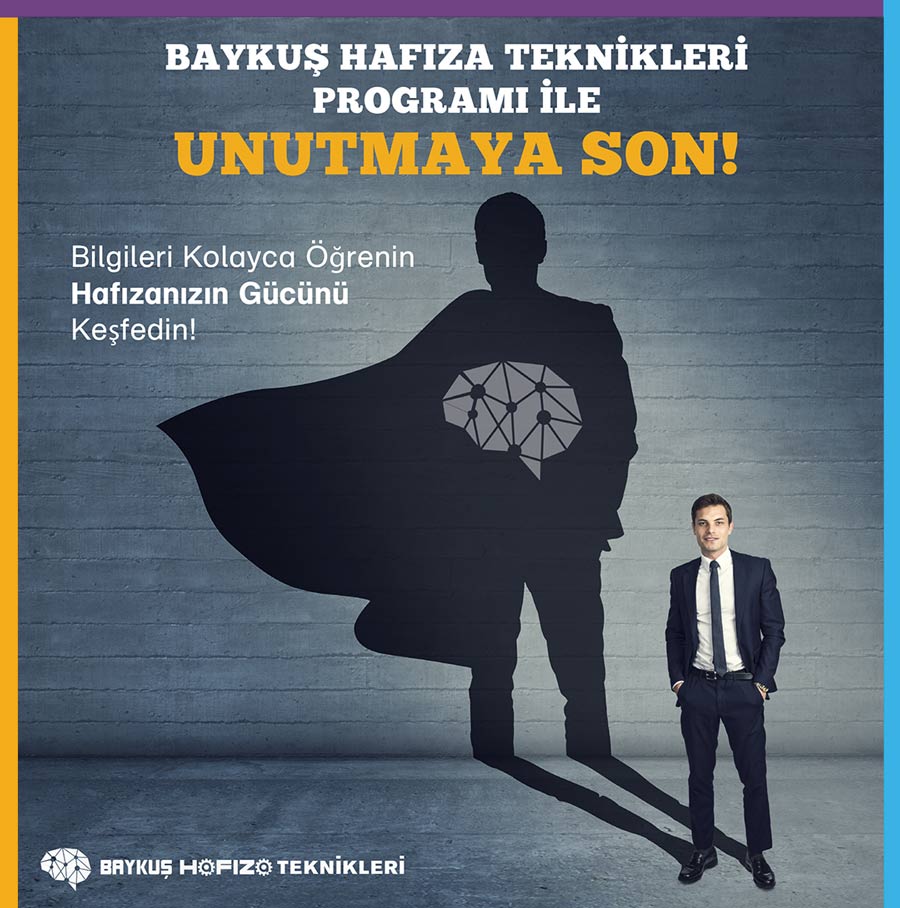 BAYKUŞ HAFIZA TEKNİKLERİ
PROGRAMI İLE
UNUTMAYA SON!
Bilgileri Kolayca Öğrenin
Hafızanızın Gücünü
Keşfedin!
BAYKUŞ HAFIZA TEKNİKLERİ